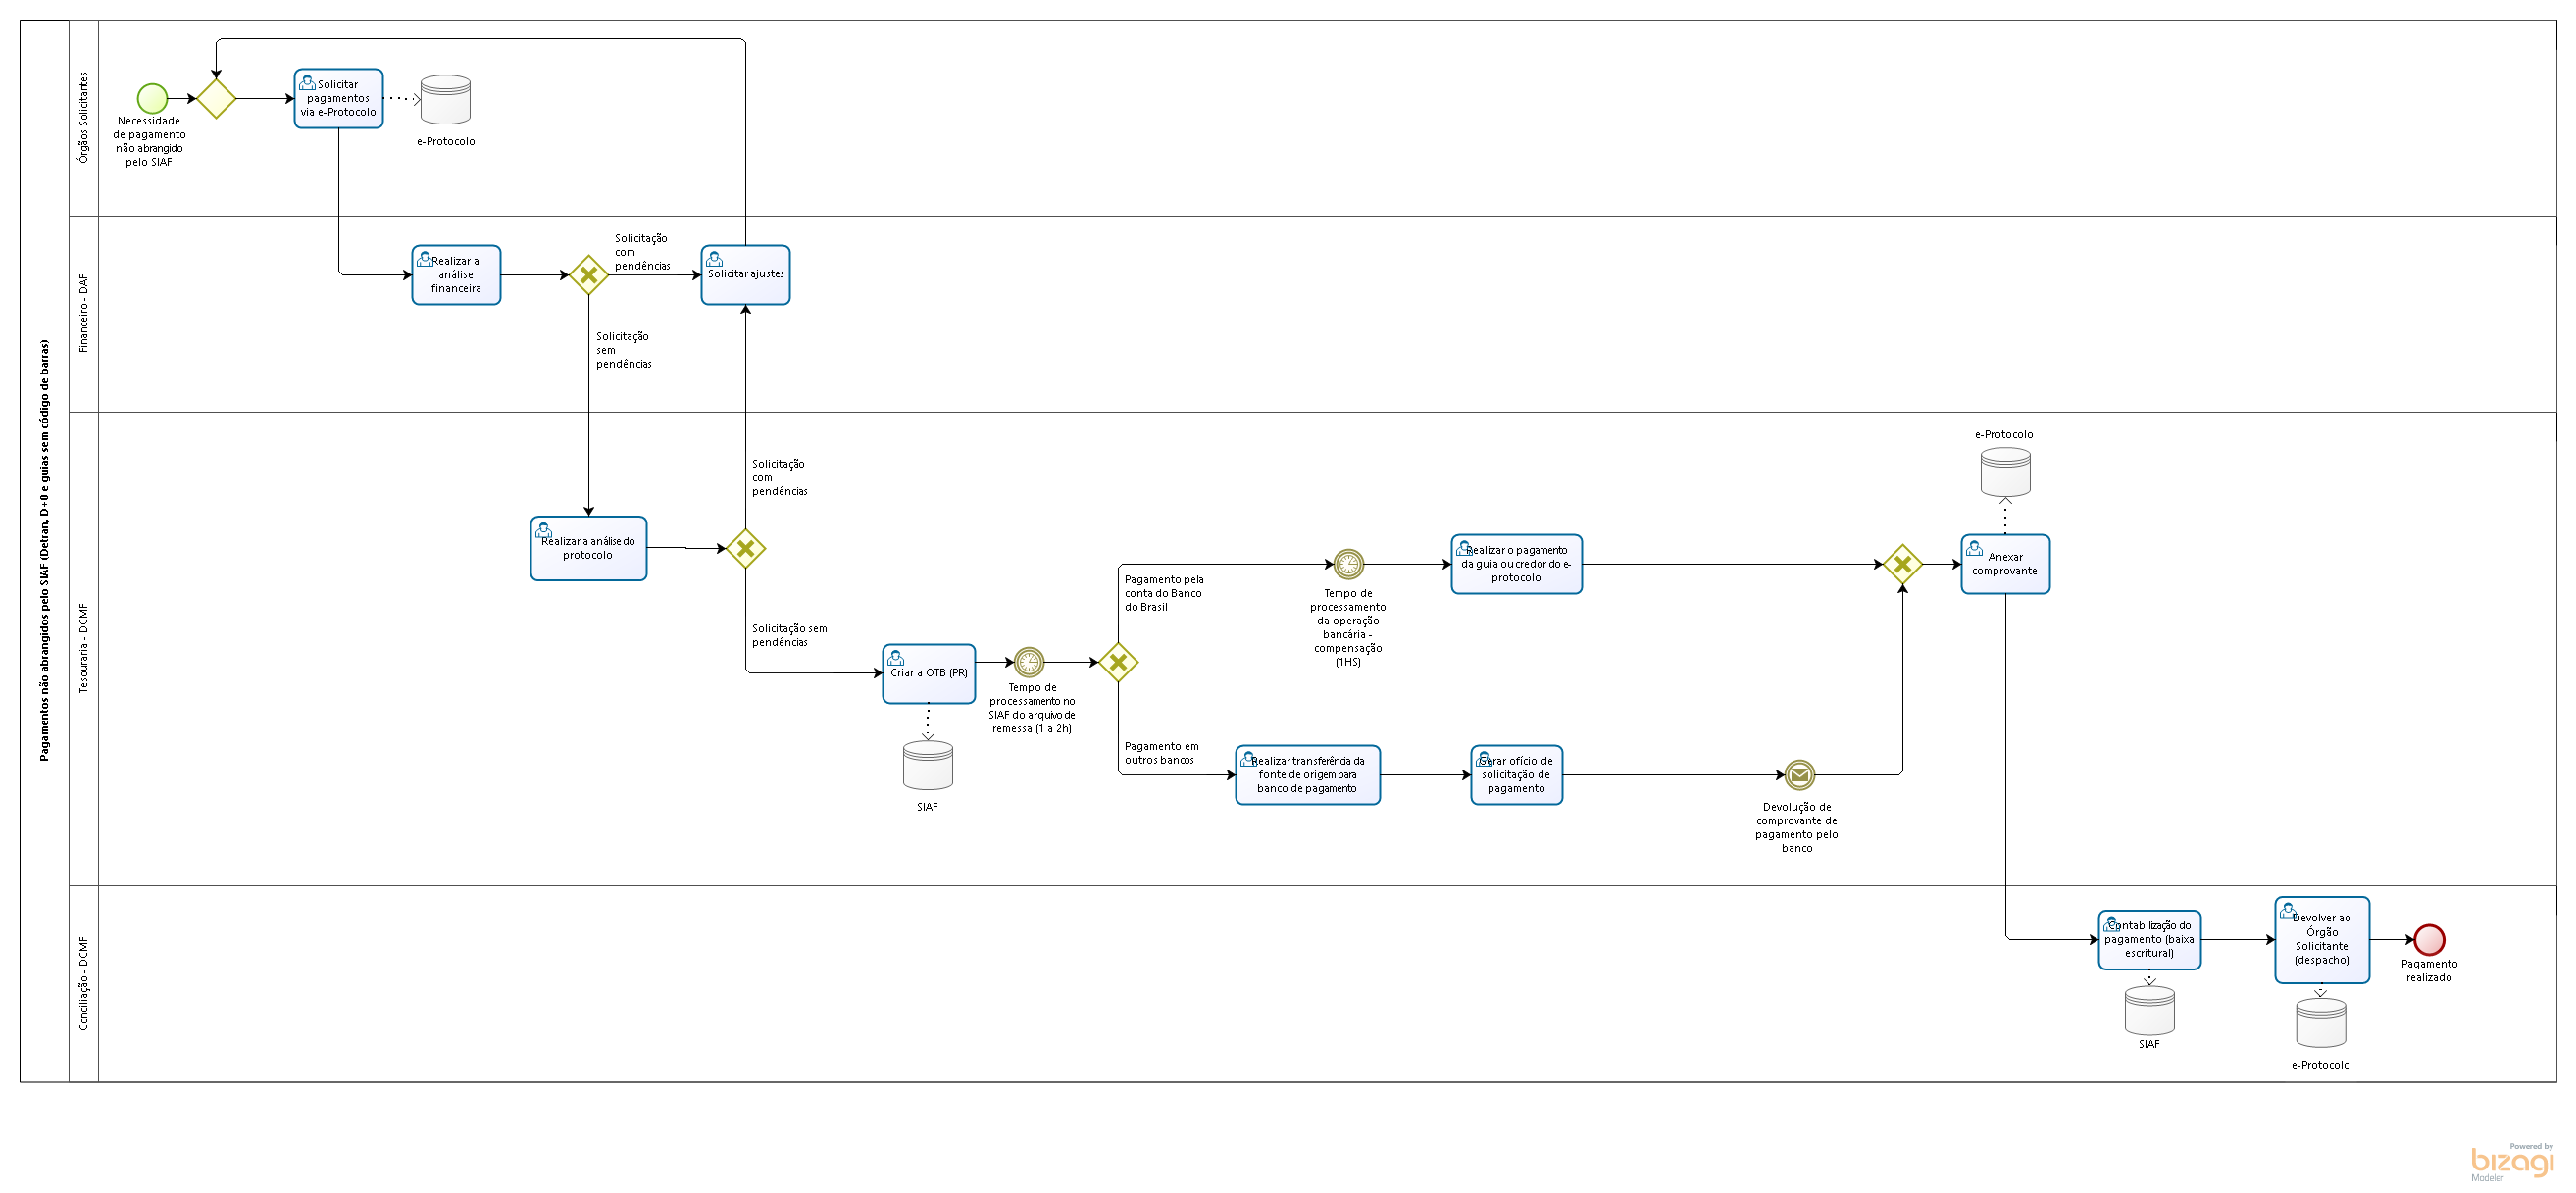 Pagamentos não abrangidos pelo SIAF (Detran, D+0 e guias sem código de barras)
Órgãos Solicitantes
Necessidade
de pagamento
não abrangido
pelo SIAF
Solicitar
pagamentos
via e-Protocolo
e-Protocolo
Financeiro - DAF
Realizar a
análise
financeira
Solicitação
com
pendências
Solicitar ajustes
Solicitação
sem
pendências
Tesouraria - DCMF
Realizar a análise do
protocolo
Solicitação
com
pendências
Solicitação sem
pendências
Criar a OTB (PR)
SIAF
Tempo de
processamento no
SIAF do arquivo de
remessa (1 a 2h)
Pagamento pela
conta do Banco
do Brasil
Tempo de
processamento
da operação
bancária -
compensação
(1HS)
Realizar o pagamento
da guia ou credor do e-
protocolo
Pagamento em
outros bancos
Realizar transferência da
fonte de origem para
banco de pagamento
Gerar ofício de
solicitação de
pagamento
Devolução de
comprovante de
pagamento pelo
banco
e-Protocolo
Anexar
comprovante
Conciliação - DCMF
Contabilização do
pagamento (baixa
escritural)
SIAF
Devolver ao
Órgão
Solicitante
(despacho)
e-Protocolo
Pagamento
realizado
Powered by
bizagi
Modeler